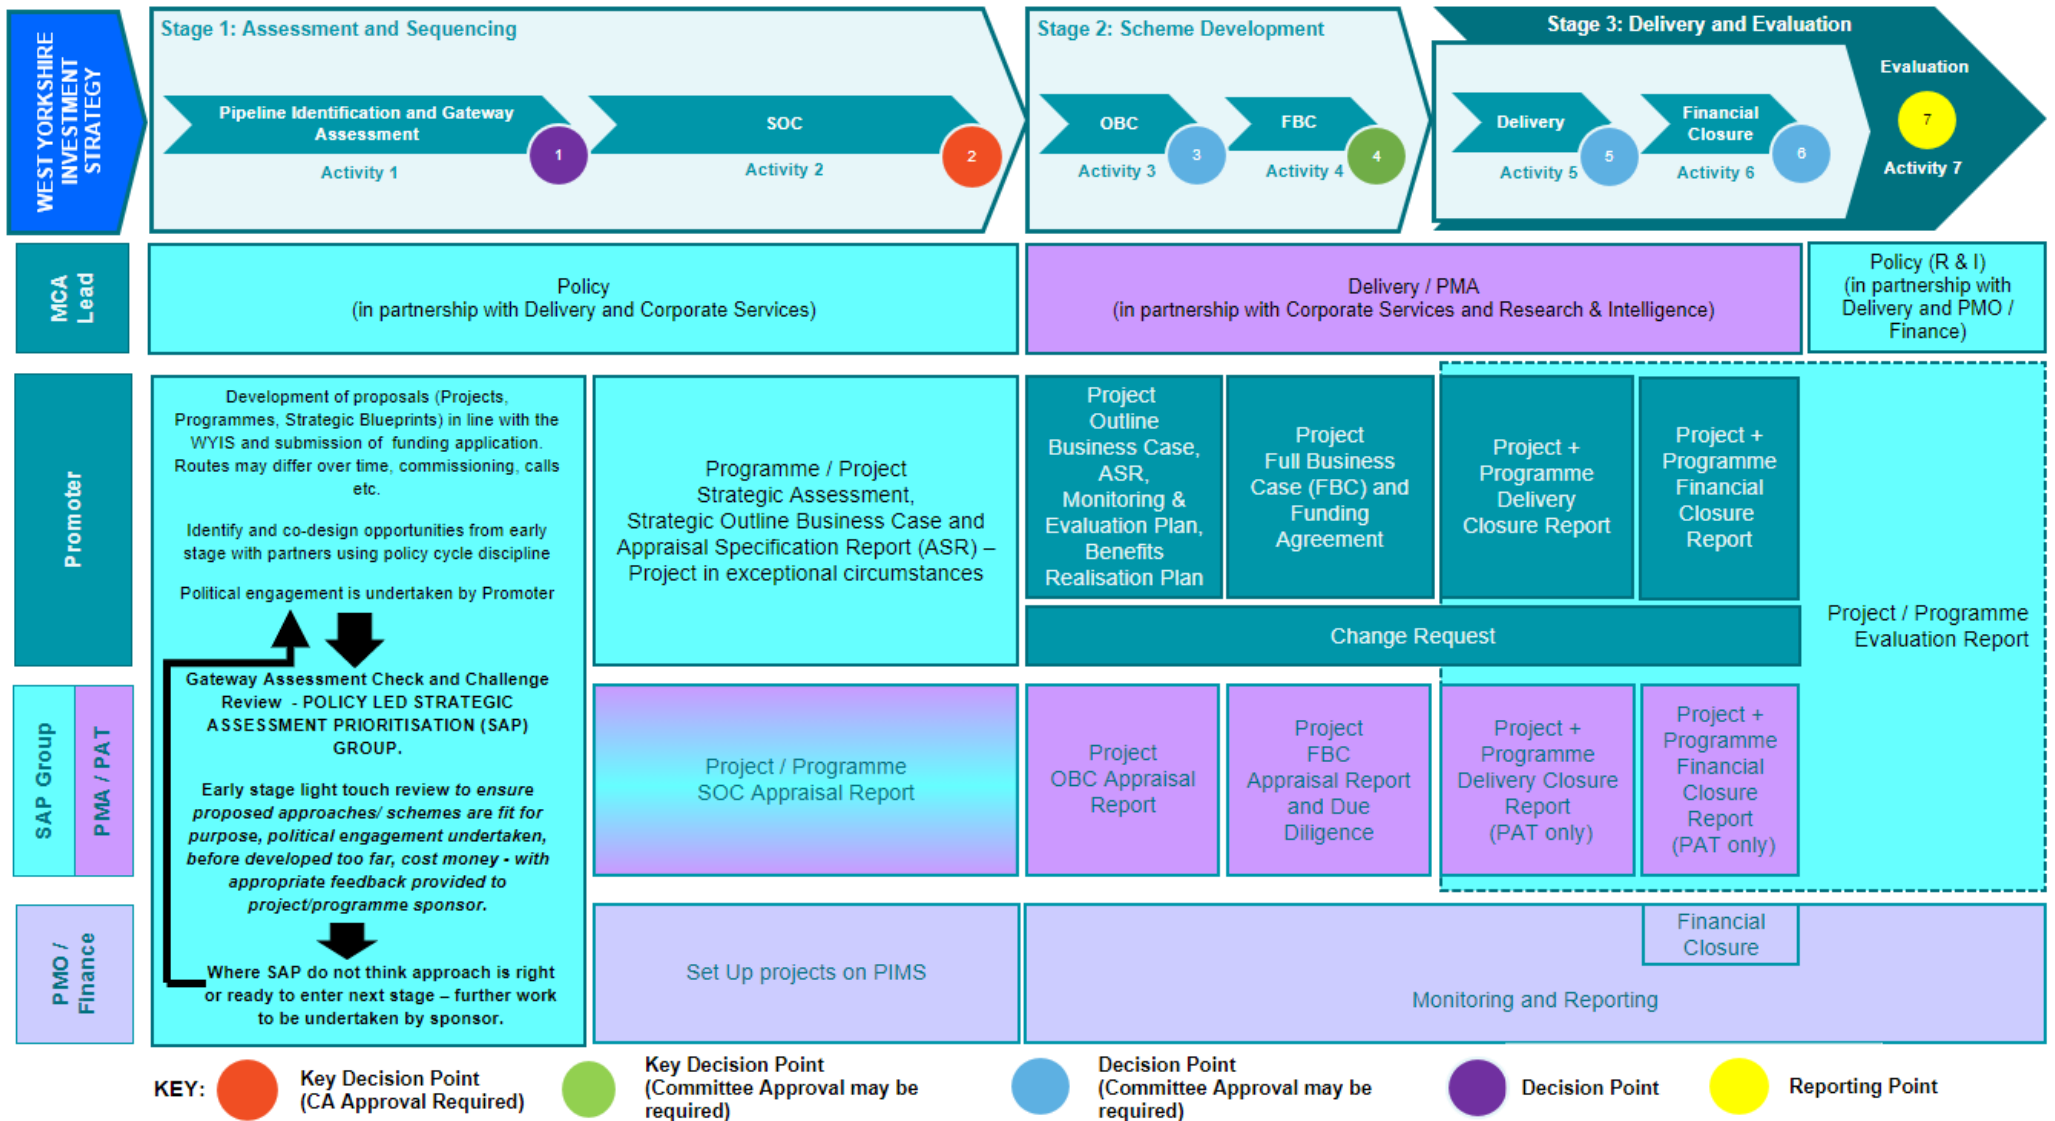 WEST YORKSHIRE
INVESTMENT
STRATEGY
Stage 1: Assessment and Sequencing
Pipeline Identification and Gateway
Assessment
Activity 1
1
SOC
Activity 2
2
Stage 2: Scheme Development
OBC
Activity 3
3
FBC
Activity 4
4
Stage 3: Delivery and Evaluation
Delivery
Activity 5
5
Financial
Closure
Activity 6
6
Evaluation
7
Activity 7
MCA
Lead
Policy
(in partnership with Delivery and Corporate Services)
Delivery / PMA
(in partnership with Corporate Services and Research & Intelligence)
Policy (R & I)
(in partnership with
Delivery and PMO /
Finance)
Promoter
Development of proposals (Projects,
Programmes, Strategic Blueprints) in line with the
WYIS and submission of funding application.
Routes may differ over time, commissioning, calls
etc.
Identify and co-design opportunities from early
stage with partners using policy cycle discipline
Political engagement is undertaken by Promoter
Gateway Assessment Check and Challenge
Review - POLICY LED STRATEGIC
ASSESSMENT PRIORITISATION (SAP)
GROUP.
Early stage light touch review to ensure
proposed approaches/ schemes are fit for
purpose, political engagement undertaken,
before developed too far, cost money - with
appropriate feedback provided to
project/programme sponsor.
Where SAP do not think approach is right
or ready to enter next stage – further work
to be undertaken by sponsor.
Programme / Project
Strategic Assessment,
Strategic Outline Business Case and
Appraisal Specification Report (ASR) –
Project in exceptional circumstances
Project
Outline
Business Case,
ASR,
Monitoring &
Evaluation Plan,
Benefits
Realisation Plan
Project
Full Business
Case (FBC) and
Funding
Agreement
Project +
Programme
Delivery
Closure Report
Project +
Programme
Financial
Closure
Report
Change Request
Project / Programme
Evaluation Report
SAP Group
PMA / PAT
Project / Programme
SOC Appraisal Report
Project
OBC Appraisal
Report
Project
FBC
Appraisal Report
and Due
Diligence
Project +
Programme
Delivery Closure
Report
(PAT only)
Project +
Programme
Financial
Closure
Report
(PAT only)
PMO /
Finance
Set Up projects on PIMS
Financial
Closure
Monitoring and Reporting
KEY:
Key Decision Point
(CA Approval Required)
Key Decision Point
(Committee Approval may be
required)
Decision Point
(Committee Approval may be
required)
Decision Point
Reporting Point